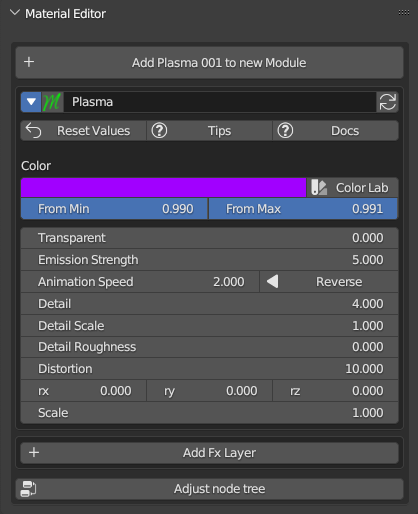 Material Editor
Add Plasma 001 to new Module
Plasma
Reset Values Tips Docs
Color
Color Lab
From Min 0.990 From Max 0.991
Transparent 0.000
Emission Strength 5.000
Animation Speed 2.000 Reverse
Detail 4.000
Detail Scale 1.000
Detail Roughness 0.000
Distortion 10.000
rx 0.000 ry 0.000 rz 0.000
Scale 1.000
Add Fx Layer
Adjust node tree